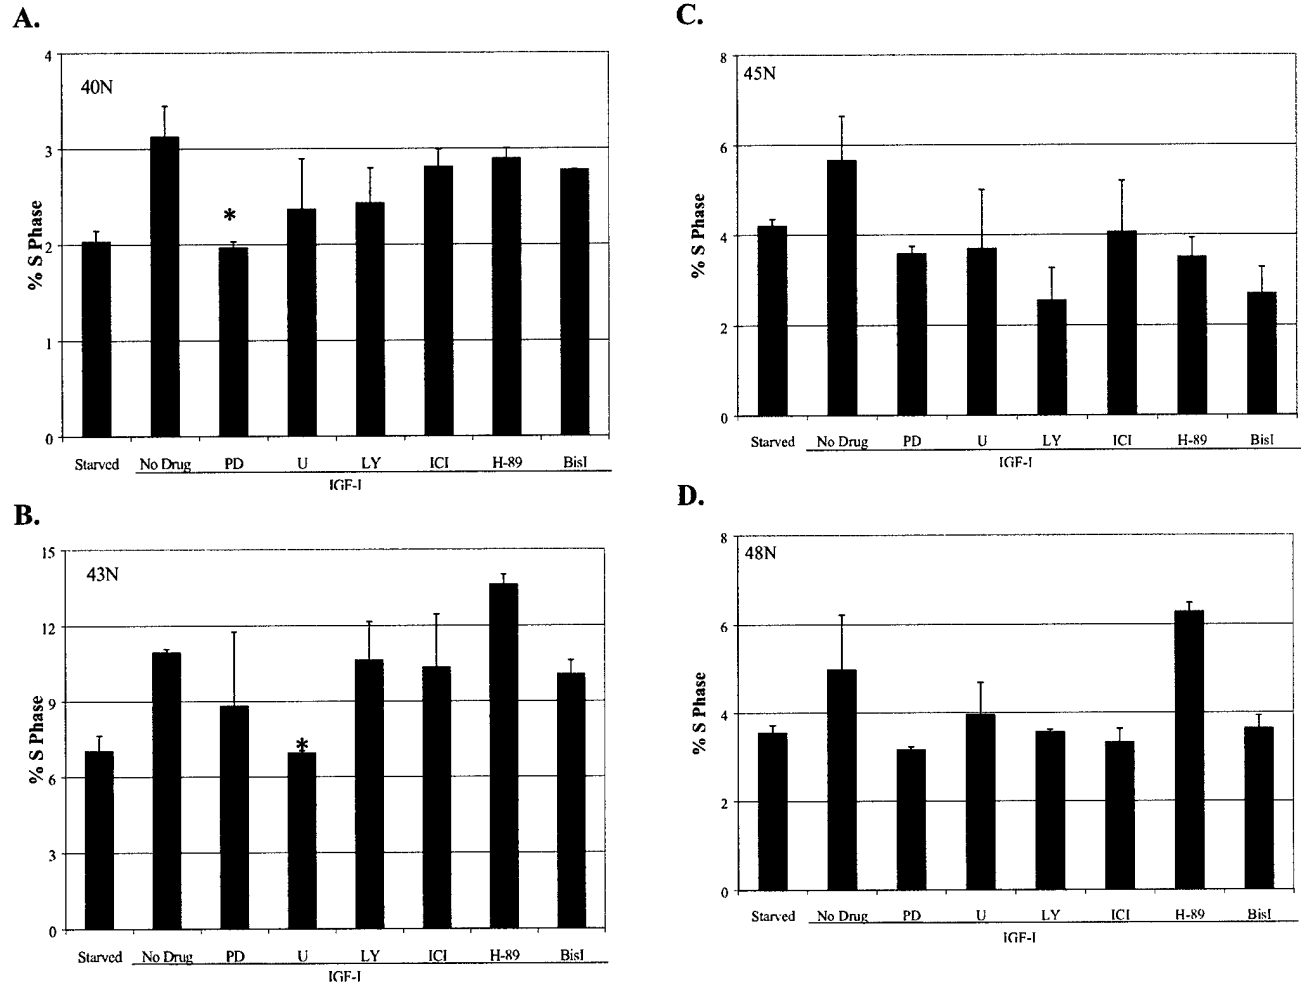 A.
4
40N
3
*
2
% S Phase
1
0
Starved No Drug PD U LY ICI H-89 BisI
IGF-I
B.
15
43N
12
9
% S Phase
*
6
3
0
Starved No Drug PD U LY ICI H-89 BisI
IGF-I
C.
8
45N
6
% S Phase
4
2
0
Starved No Drug PD U LY ICI H-89 BisI
IGF-I
D.
8
48N
6
% S Phase
4
2
0
Starved No Drug PD U LY ICI H-89 BisI
IGF-I